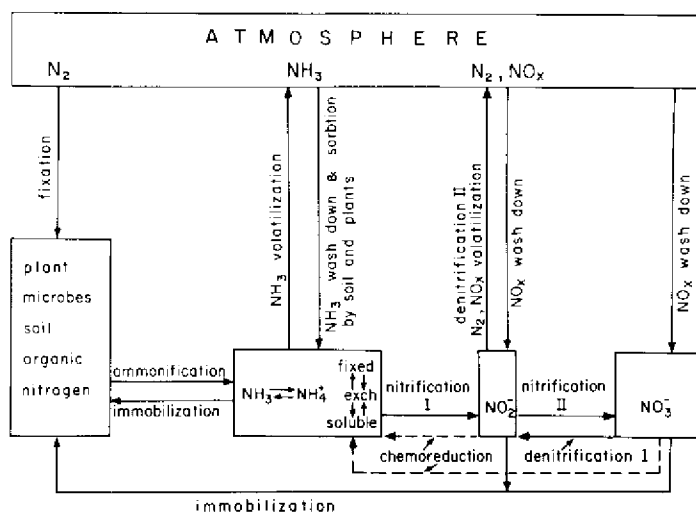 ATMOSPHERE
N₂
NH₃
N₂, NOₓ
fixation
NH₃ volatilization
NH₃ wash down & sorbtion
by soil and plants
denitrification II
N₂, NOₓ volatilization
NOₓ wash down
NOₓ wash down
plant
microbes
soil
organic
nitrogen
ammonification
immobilization
NH₃ ⇌ NH₄⁺
fixed
exch
soluble
nitrification
I
NO₂⁻
nitrification
II
NO₃⁻
chemoreduction
denitrification I
immobilization